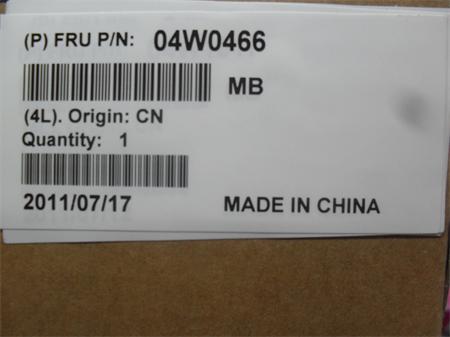 (P) FRU P/N: 04W0466
MB
(4L). Origin: CN
Quantity: 1
2011/07/17 MADE IN CHINA